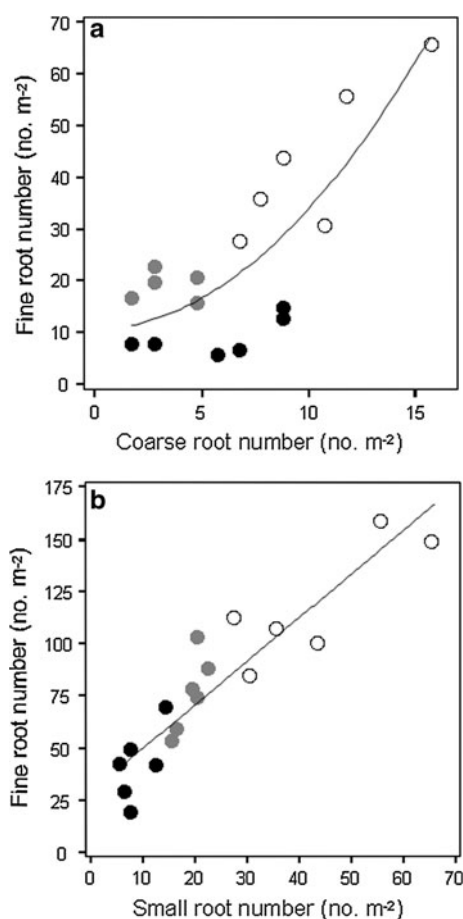 a
70
60
50
40
30
20
10
0
Fine root number (no. m⁻²)
0 5 10 15
Coarse root number (no. m⁻²)
b
175
150
125
100
75
50
25
0
Fine root number (no. m⁻²)
0 10 20 30 40 50 60 70
Small root number (no. m⁻²)